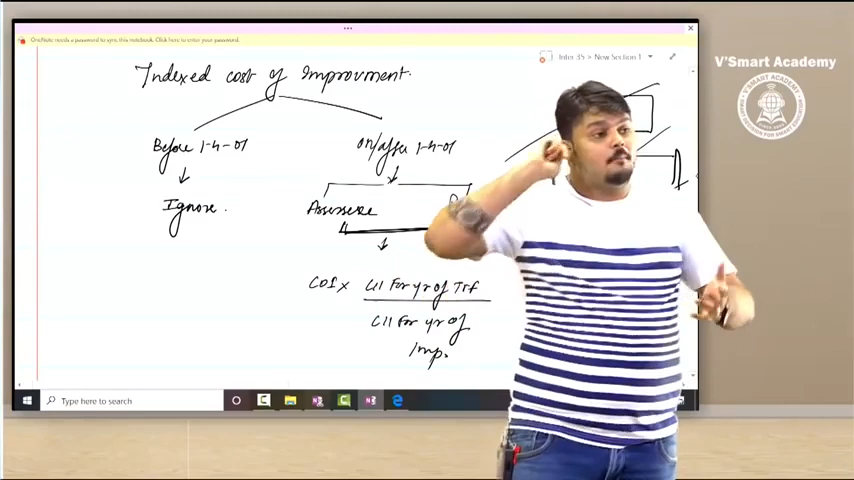 OneNote needs a password to sync this notebook. Click here to enter your password.
Inter 35 > New Section 1
V'Smart Academy
Indexed cost of Improvment.
Before 1-4-01
on/after 1-4-01
Ignore.
Assessee
COI x CII For yr of Trf
CII For yr of
Imp.
Type here to search